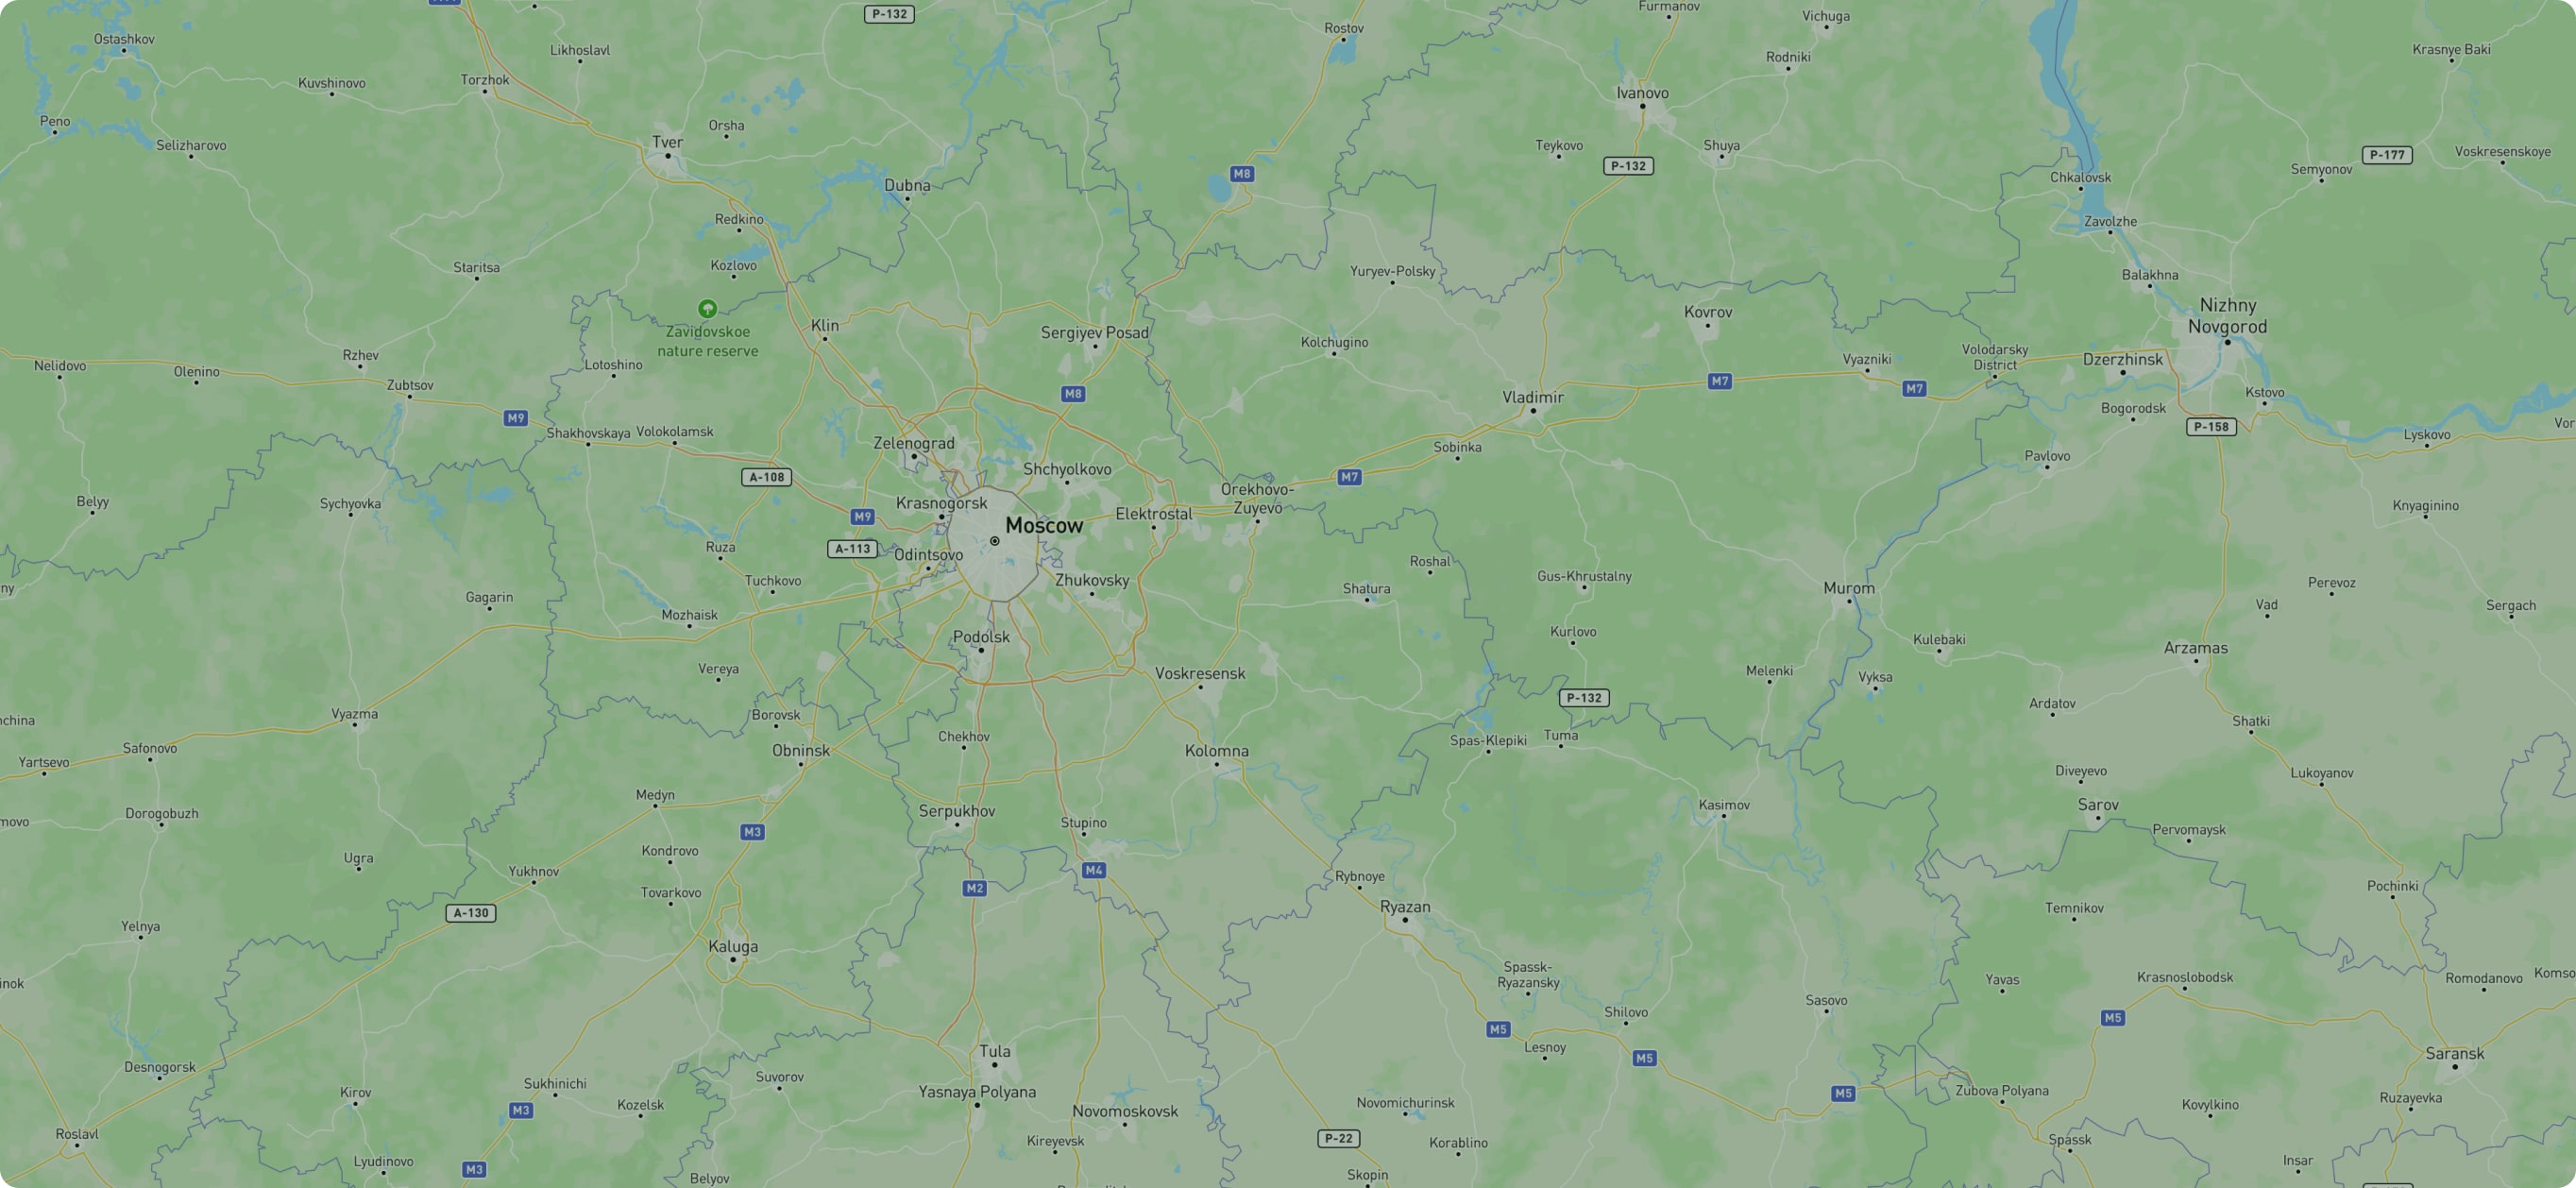 P-132
Furmanov
Vichuga
Rostov
Ostashkov
Likhoslavl
Krasnye Baki
Rodniki
Kuvshinovo
Torzhok
Ivanovo
Peno
Orsha
Tver
Selizharovo
Teykovo
Shuya
P-177
Voskresenskoye
P-132
M8
Semyonov
Dubna
Chkalovsk
Redkino
Zavolzhe
Kozlovo
Staritsa
Yuryev-Polsky
Balakhna
Nizhny
Novgorod
Zavidovskoe
nature reserve
Klin
Sergiyev Posad
Kovrov
Kolchugino
Rzhev
Nelidovo
Olenino
Lotoshino
Volodarsky
District
Vyazniki
Dzerzhinsk
Zubtsov
M8
M7
M7
Vladimir
Kstovo
M9
Bogorodsk
P-158
Shakhovskaya
Volokolamsk
Zelenograd
Sobinka
Lyskovo
Vor
Pavlovo
A-108
Shchyolkovo
M7
Orekhovo-
Zuyevo
Belyy
Sychyovka
Krasnogorsk
M9
Elektrostal
Knyaginino
Moscow
Ruza
A-113
Odintsovo
Roshal
ny
Tuchkovo
Zhukovsky
Shatura
Gus-Khrustalny
Murom
Perevoz
Gagarin
Mozhaisk
Vad
Sergach
Podolsk
Kurlovo
Kulebaki
Arzamas
Vereya
Voskresensk
Melenki
Vyksa
P-132
Ardatov
china
Vyazma
Borovsk
Shatki
Safonovo
Obninsk
Chekhov
Kolomna
Spas-Klepiki
Tuma
Yartsevo
Diveyevo
Lukoyanov
Medyn
Kasimov
Sarov
Dorogobuzh
movo
Serpukhov
Stupino
M3
Pervomaysk
Kondrovo
Ugra
Yukhnov
M4
Rybnoye
M2
Pochinki
Tovarkovo
Ryazan
Temnikov
A-130
Yelnya
Kaluga
Spassk-
Ryazansky
Yavas
Krasnoslobodsk
Romodanovo
Komso
inok
Sasovo
Shilovo
M5
M5
Tula
Lesnoy
M5
Saransk
Desnogorsk
Suvorov
Sukhinichi
Kirov
Yasnaya Polyana
M5
Zubova Polyana
Ruzayevka
Kozelsk
Novomichurinsk
Kovylkino
M3
Novomoskovsk
Roslavl
Kireyevsk
P-22
Korablino
Spassk
Lyudinovo
M3
Insar
Belyov
Skopin